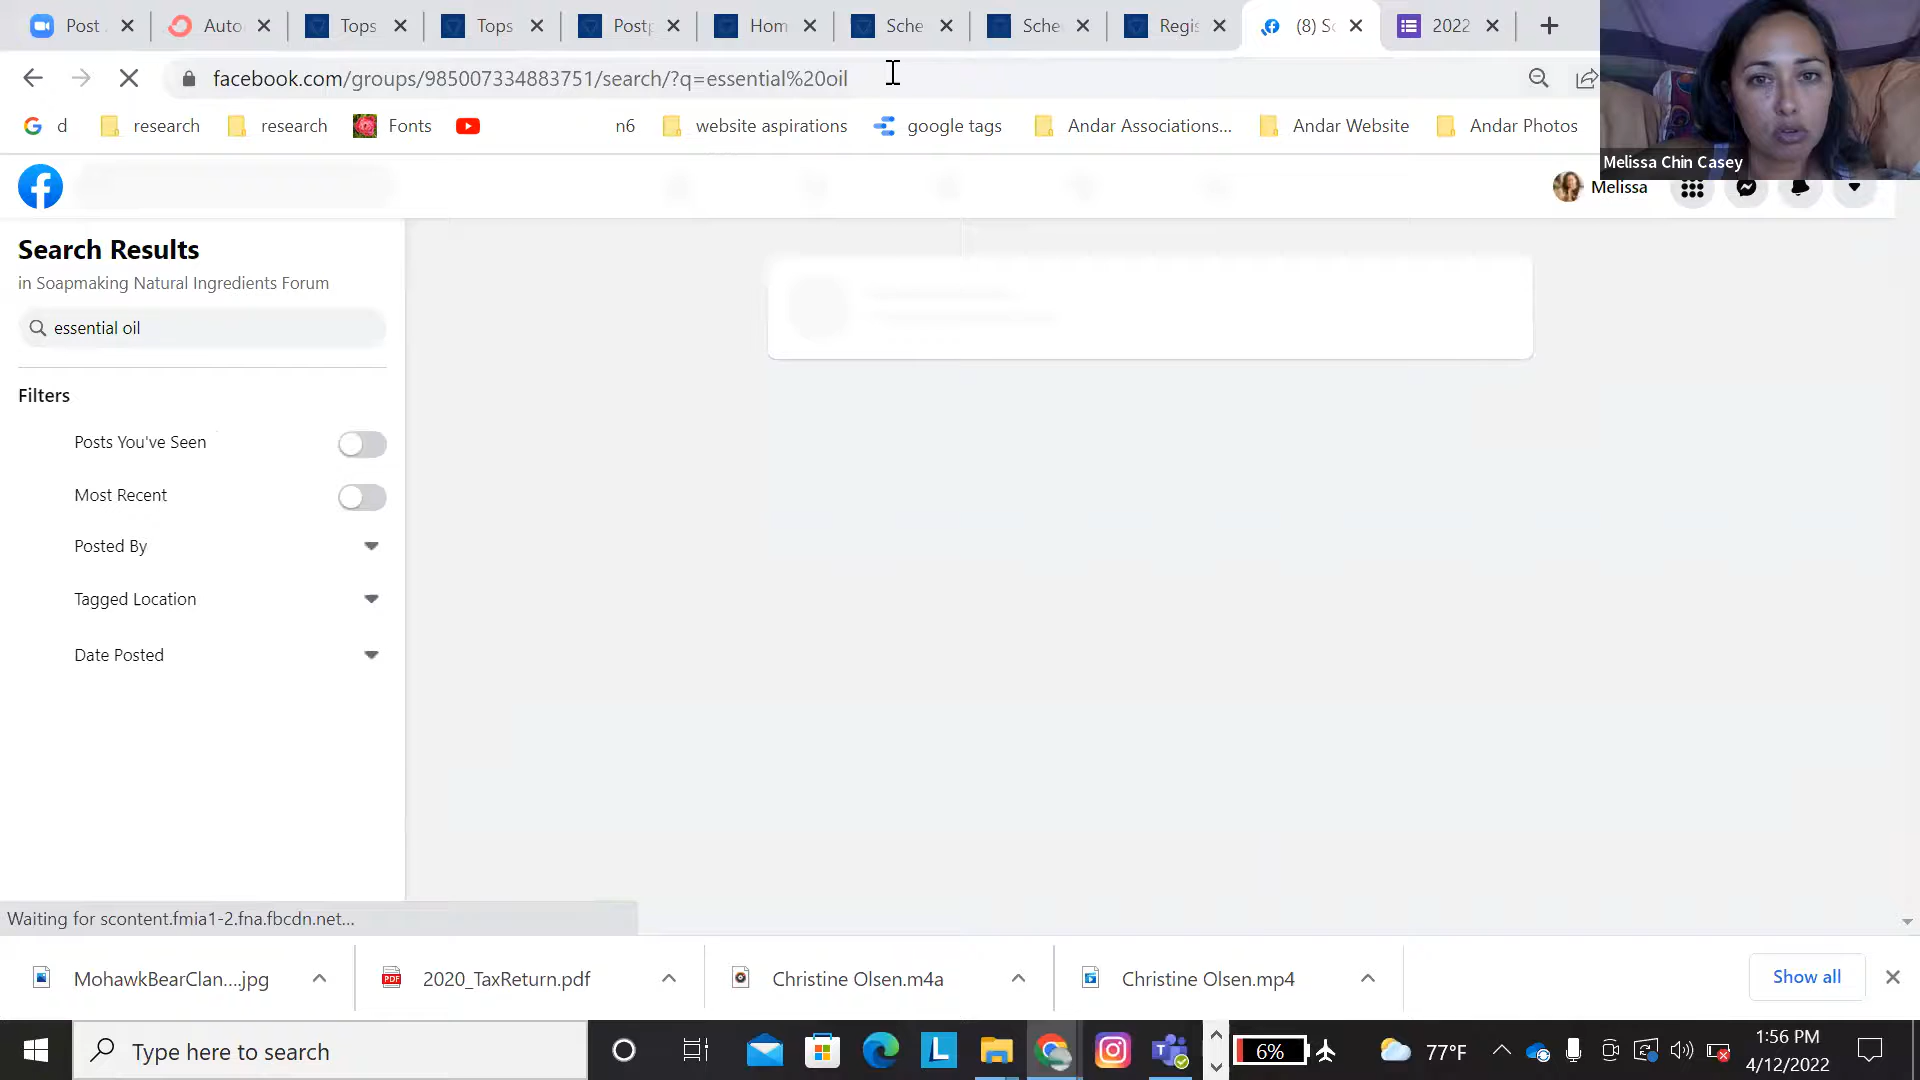 Post
Auto
Tops
Tops
Postp
Hom
Sche
Sche
Regis
(8) So
2022
facebook.com/groups/985007334883751/search/?q=essential%20oil
d
research
research
Fonts
n6
website aspirations
google tags
Andar Associations...
Andar Website
Andar Photos
Melissa Chin Casey
Melissa
Search Results
in Soapmaking Natural Ingredients Forum
essential oil
Filters
Posts You've Seen
Most Recent
Posted By
Tagged Location
Date Posted
Waiting for scontent.fmia1-2.fna.fbcdn.net...
MohawkBearClan....jpg
PDF
2020_TaxReturn.pdf
Christine Olsen.m4a
Christine Olsen.mp4
Show all
Type here to search
L
6%
77°F
1:56 PM
4/12/2022